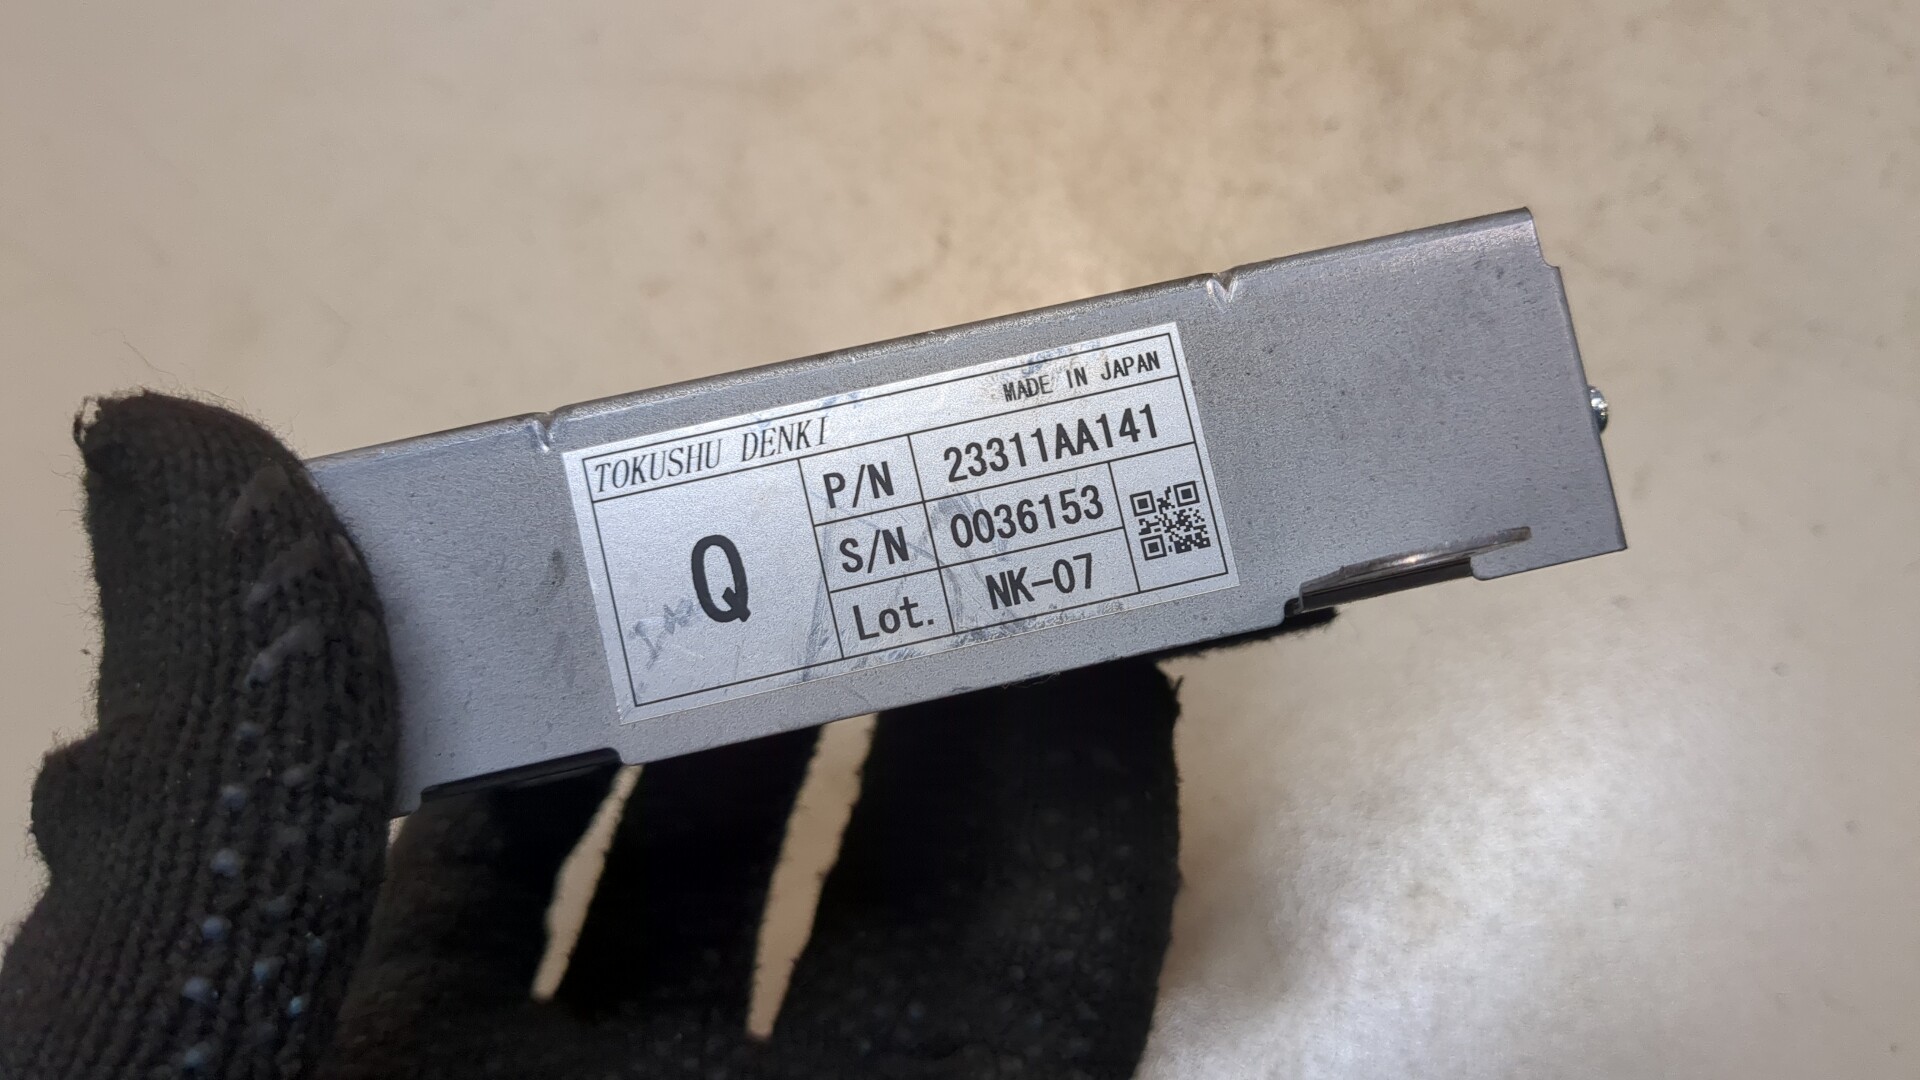 TOKUSHU DENKI MADE IN JAPAN
Q
P/N 23311AA141
S/N 0036153
Lot. NK-07